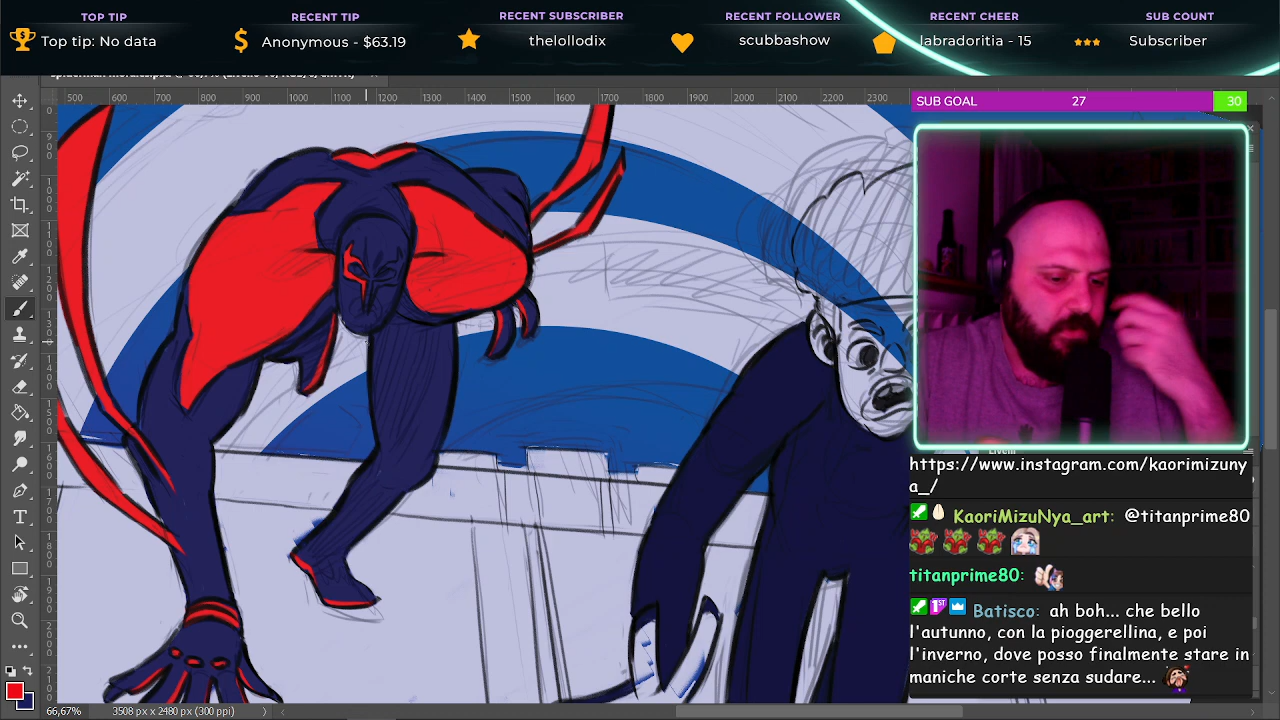 TOP TIP
Top tip: No data
RECENT TIP
Anonymous - $63.19
RECENT SUBSCRIBER
thelollodix
RECENT FOLLOWER
scubbashow
RECENT CHEER
labradoritia - 15
SUB COUNT
Subscriber
500 600 700 800 900 1000 1100 1200 1300 1400 1500 1600 1700 1800 1900 2000 2100 2200 2300
SUB GOAL 27 30
https://www.instagram.com/kaorimizuny
a_/
KaoriMizuNya_art: @titanprime80
titanprime80:
1ST Batisco: ah boh... che bello
l'autunno, con la pioggerellina, e poi
l'inverno, dove posso finalmente stare in
maniche corte senza sudare...
66,67% 3508 px x 2480 px (300 ppi)